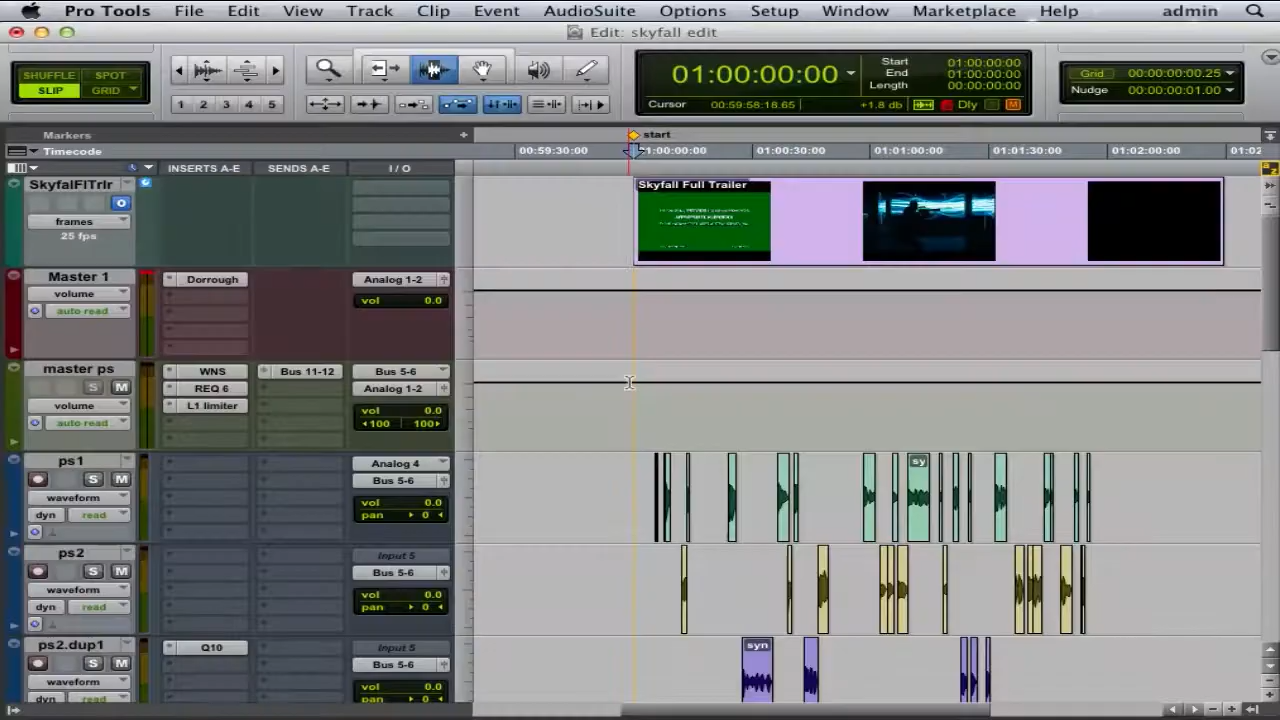 Pro Tools File Edit View Track Clip Event AudioSuite Options Setup Window Marketplace Help admin
Edit: skyfall edit
SHUFFLE SPOT
SLIP GRID
1 2 3 4 5
01:00:00:00
Start 01:00:00:00
End 01:00:00:00
Length 00:00:00:00
Cursor 00:59:58:18.65 +1.8 db Dly M
Grid 00:00:00:00.25
Nudge 00:00:00:01.00
Markers start
Timecode 00:59:30:00 01:00:00:00 01:00:30:00 01:01:00:00 01:01:30:00 01:02:00:00 01:02
INSERTS A-E SENDS A-E I / O
SkyfalFlTrlr
frames
25 fps
Skyfall Full Trailer
Master 1 Dorrough Analog 1-2
volume vol 0.0
auto read
master ps WNS Bus 11-12 Bus 5-6
S M REQ 6 Analog 1-2
volume L1 limiter vol 0.0
auto read 100 100
ps1 Analog 4 sy
S M Bus 5-6
waveform vol 0.0
dyn read pan 0
ps2 Input 5
S M Bus 5-6
waveform vol 0.0
dyn read pan 0
ps2.dup1 Q10 Input 5 syn
S M Bus 5-6
waveform vol 0.0
dyn read pan 0